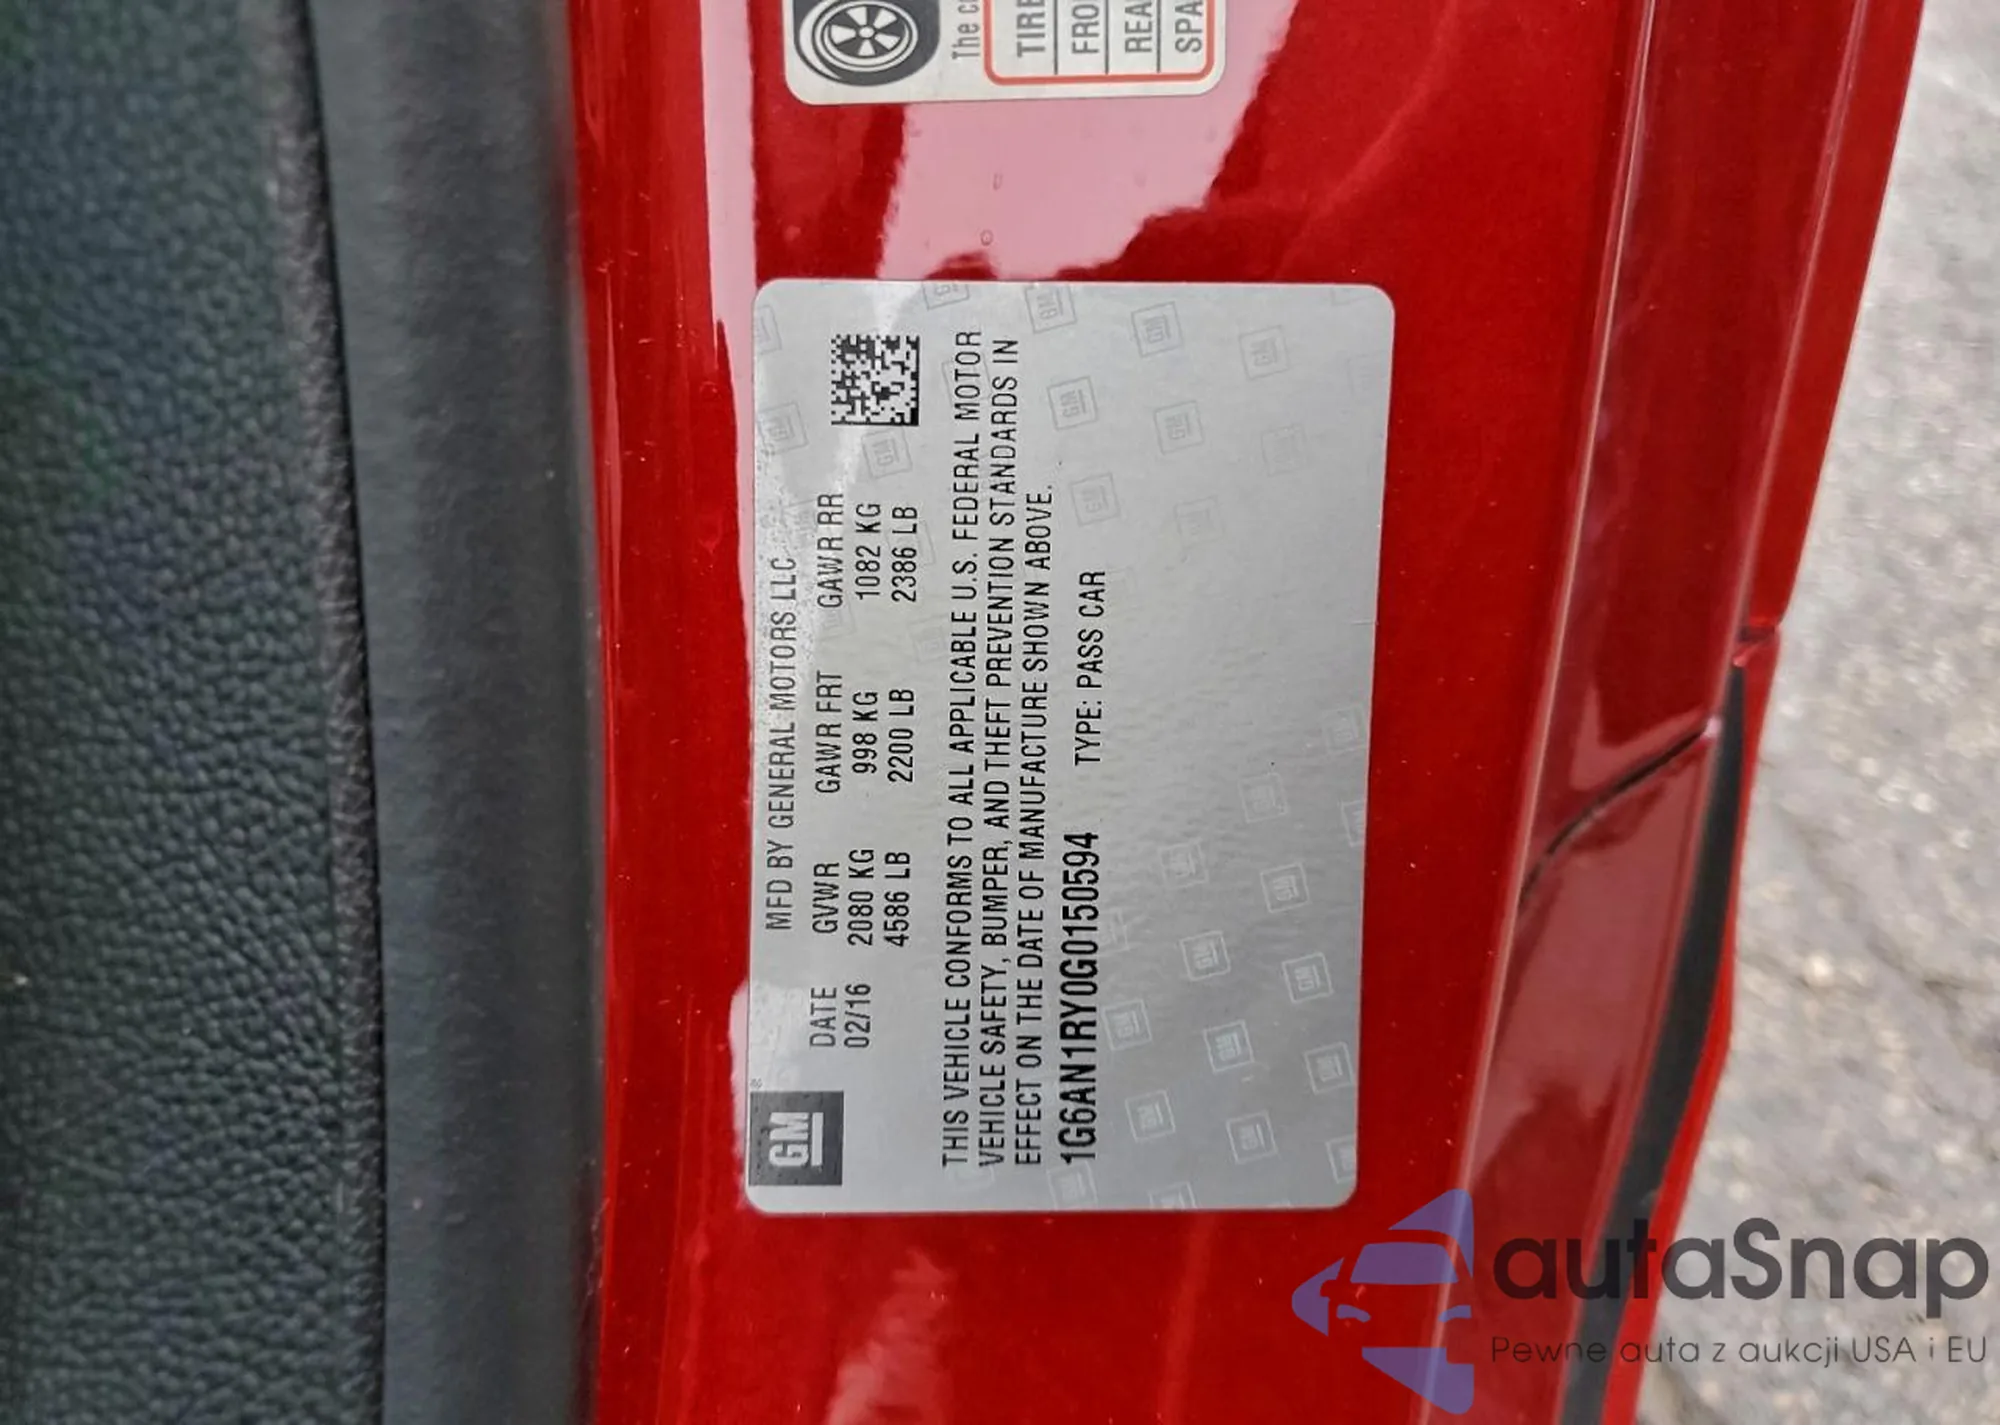 The
TIRE
FRO
REA
SPA
MFD BY GENERAL MOTORS LLC
DATE GVWR GAWR FRT GAWR RR
02/16 2080 KG 998 KG 1082 KG
4586 LB 2200 LB 2386 LB
GM®
THIS VEHICLE CONFORMS TO ALL APPLICABLE U.S. FEDERAL MOTOR
VEHICLE SAFETY, BUMPER, AND THEFT PREVENTION STANDARDS IN
EFFECT ON THE DATE OF MANUFACTURE SHOWN ABOVE.
1G6AN1RY0G0150594 TYPE: PASS CAR
autaSnap
Pewne auta z aukcji USA i EU